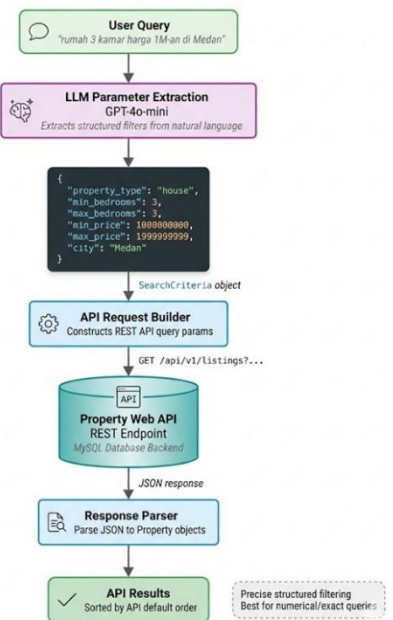 User Query
"rumah 3 kamar harga 1M-an di Medan"
LLM Parameter Extraction
GPT-4o-mini
Extracts structured filters from natural language
{
"property_type": "house",
"min_bedrooms": 3,
"max_bedrooms": 3,
"min_price": 1000000000,
"max_price": 1999999999,
"city": "Medan"
}
SearchCriteria object
API Request Builder
Constructs REST API query params
GET /api/v1/listings?...
API
Property Web API
REST Endpoint
MySQL Database Backend
JSON response
Response Parser
Parse JSON to Property objects
API Results
Sorted by API default order
Precise structured filtering
Best for numerical/exact queries